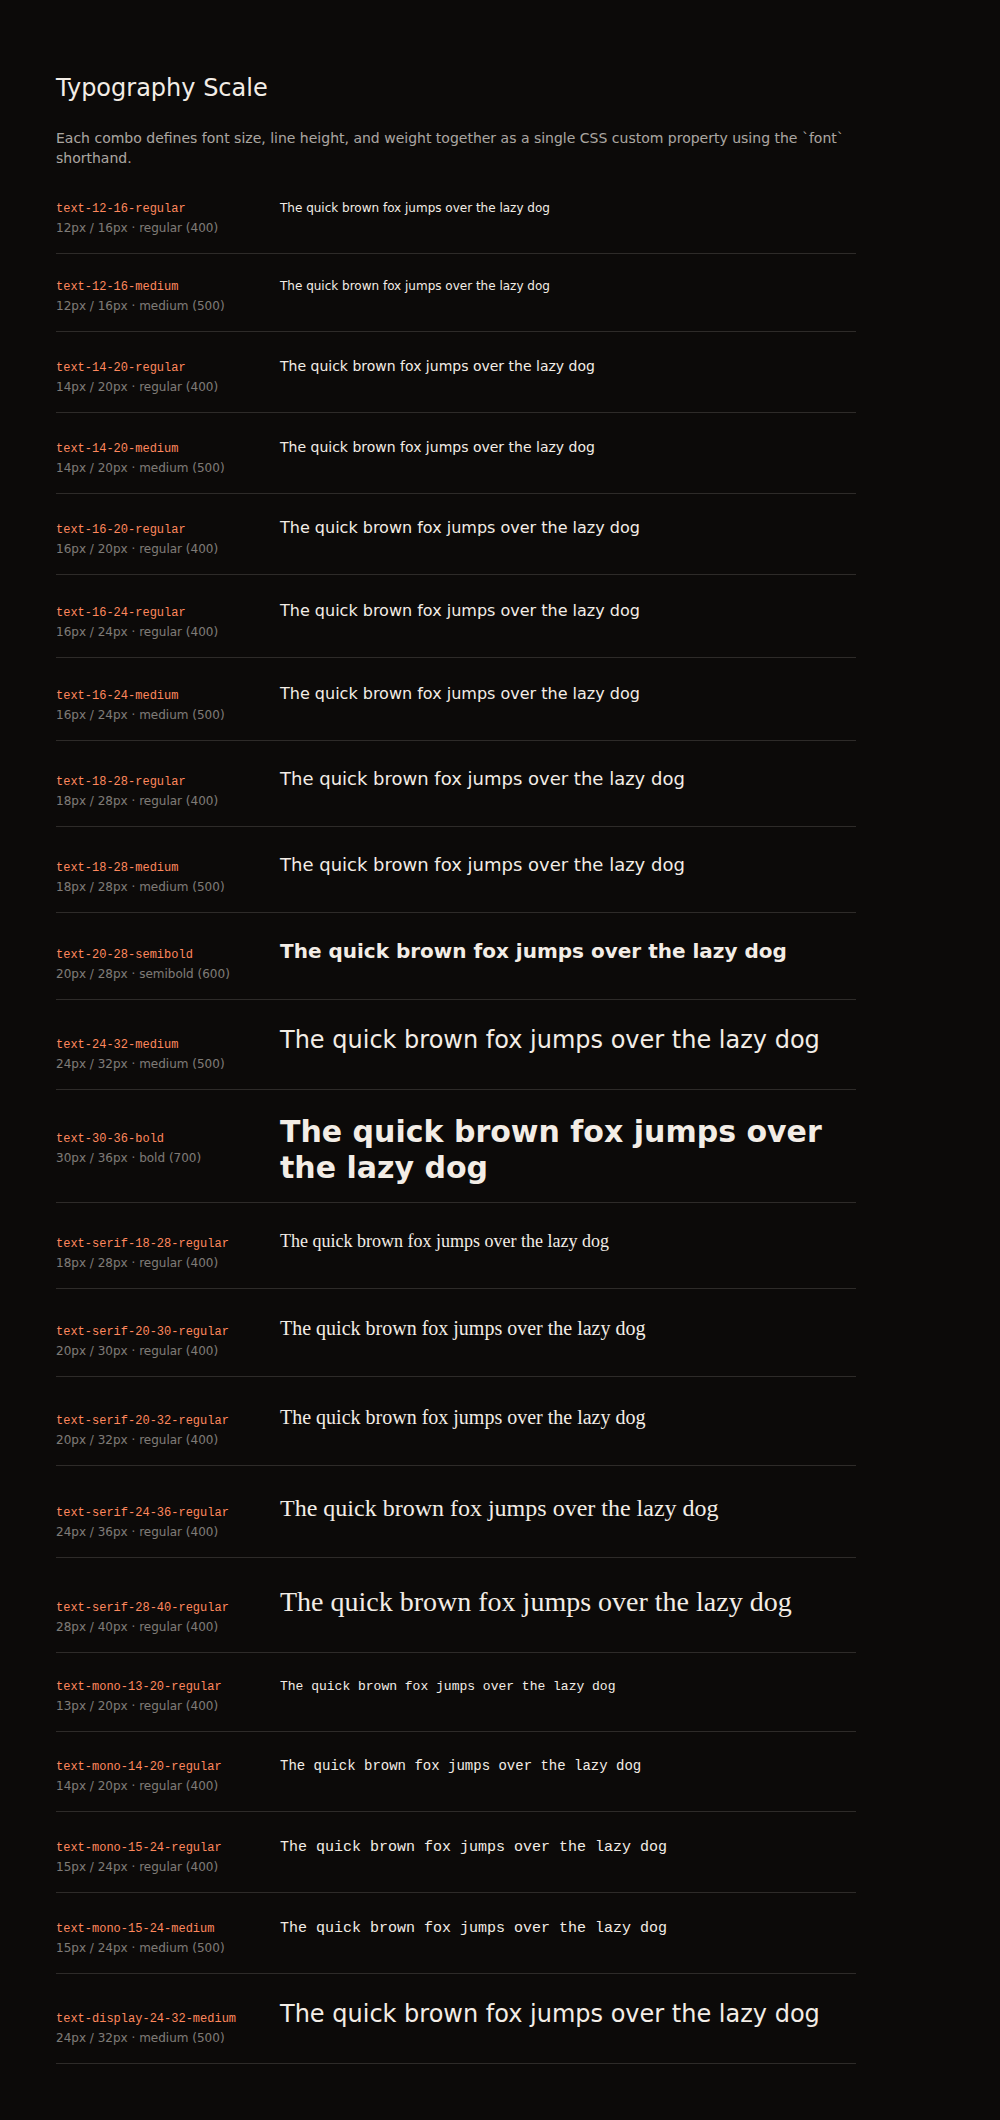 Typography Scale
Each combo defines font size, line height, and weight together as a single CSS custom property using the `font`
shorthand.
text-12-16-regular
12px / 16px · regular (400)
The quick brown fox jumps over the lazy dog
text-12-16-medium
12px / 16px · medium (500)
The quick brown fox jumps over the lazy dog
text-14-20-regular
14px / 20px · regular (400)
The quick brown fox jumps over the lazy dog
text-14-20-medium
14px / 20px · medium (500)
The quick brown fox jumps over the lazy dog
text-16-20-regular
16px / 20px · regular (400)
The quick brown fox jumps over the lazy dog
text-16-24-regular
16px / 24px · regular (400)
The quick brown fox jumps over the lazy dog
text-16-24-medium
16px / 24px · medium (500)
The quick brown fox jumps over the lazy dog
text-18-28-regular
18px / 28px · regular (400)
The quick brown fox jumps over the lazy dog
text-18-28-medium
18px / 28px · medium (500)
The quick brown fox jumps over the lazy dog
text-20-28-semibold
20px / 28px · semibold (600)
The quick brown fox jumps over the lazy dog
text-24-32-medium
24px / 32px · medium (500)
The quick brown fox jumps over the lazy dog
text-30-36-bold
30px / 36px · bold (700)
The quick brown fox jumps over
the lazy dog
text-serif-18-28-regular
18px / 28px · regular (400)
The quick brown fox jumps over the lazy dog
text-serif-20-30-regular
20px / 30px · regular (400)
The quick brown fox jumps over the lazy dog
text-serif-20-32-regular
20px / 32px · regular (400)
The quick brown fox jumps over the lazy dog
text-serif-24-36-regular
24px / 36px · regular (400)
The quick brown fox jumps over the lazy dog
text-serif-28-40-regular
28px / 40px · regular (400)
The quick brown fox jumps over the lazy dog
text-mono-13-20-regular
13px / 20px · regular (400)
The quick brown fox jumps over the lazy dog
text-mono-14-20-regular
14px / 20px · regular (400)
The quick brown fox jumps over the lazy dog
text-mono-15-24-regular
15px / 24px · regular (400)
The quick brown fox jumps over the lazy dog
text-mono-15-24-medium
15px / 24px · medium (500)
The quick brown fox jumps over the lazy dog
text-display-24-32-medium
24px / 32px · medium (500)
The quick brown fox jumps over the lazy dog